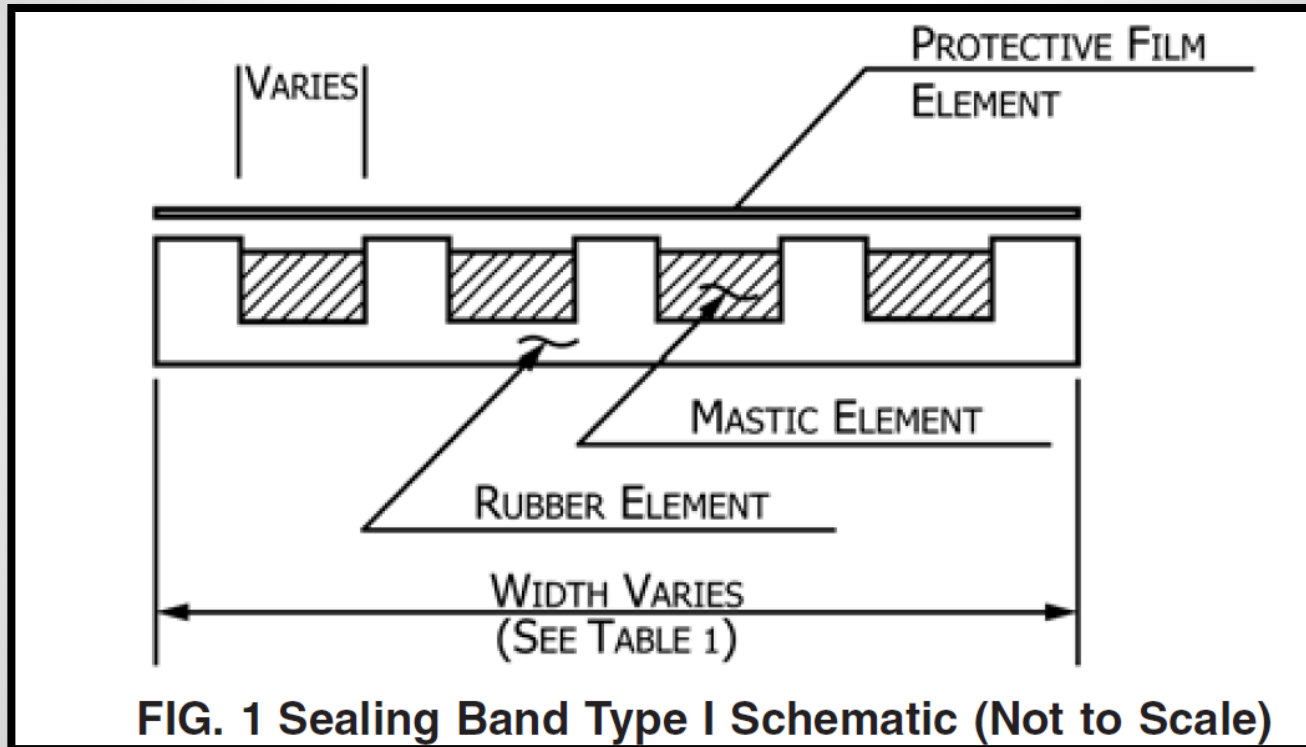 PROTECTIVE FILM
ELEMENT
VARIES
MASTIC ELEMENT
RUBBER ELEMENT
WIDTH VARIES
(SEE TABLE 1)
FIG. 1 Sealing Band Type I Schematic (Not to Scale)